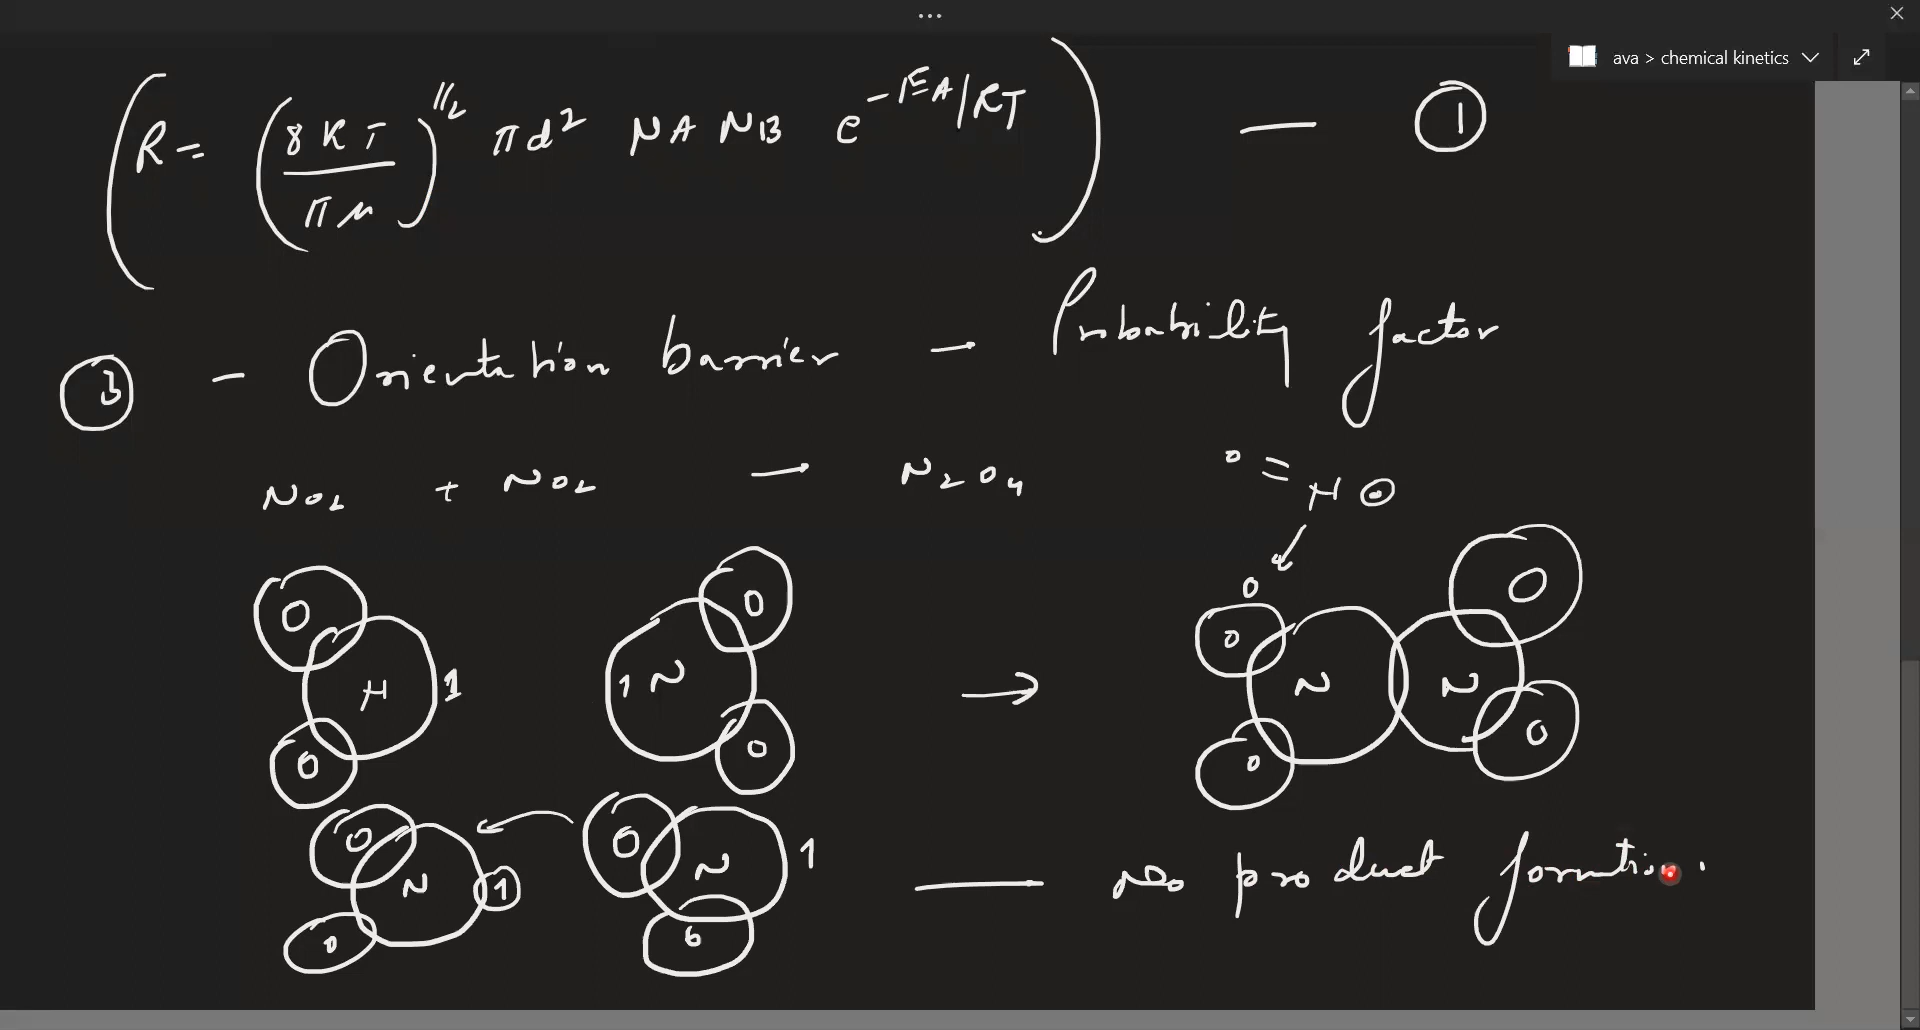 ...
ava > chemical kinetics
R = (8KT/πμ)^1/2 πd² NA NB e^-EA/RT — ①
③ - Orientation barrier - Probability factor
NO2 + NO2 → N2O4
O = N O
O
O O O O
N 1 1 N → N N
O O O O
O N 1 O N 1 — No product formation.
O O